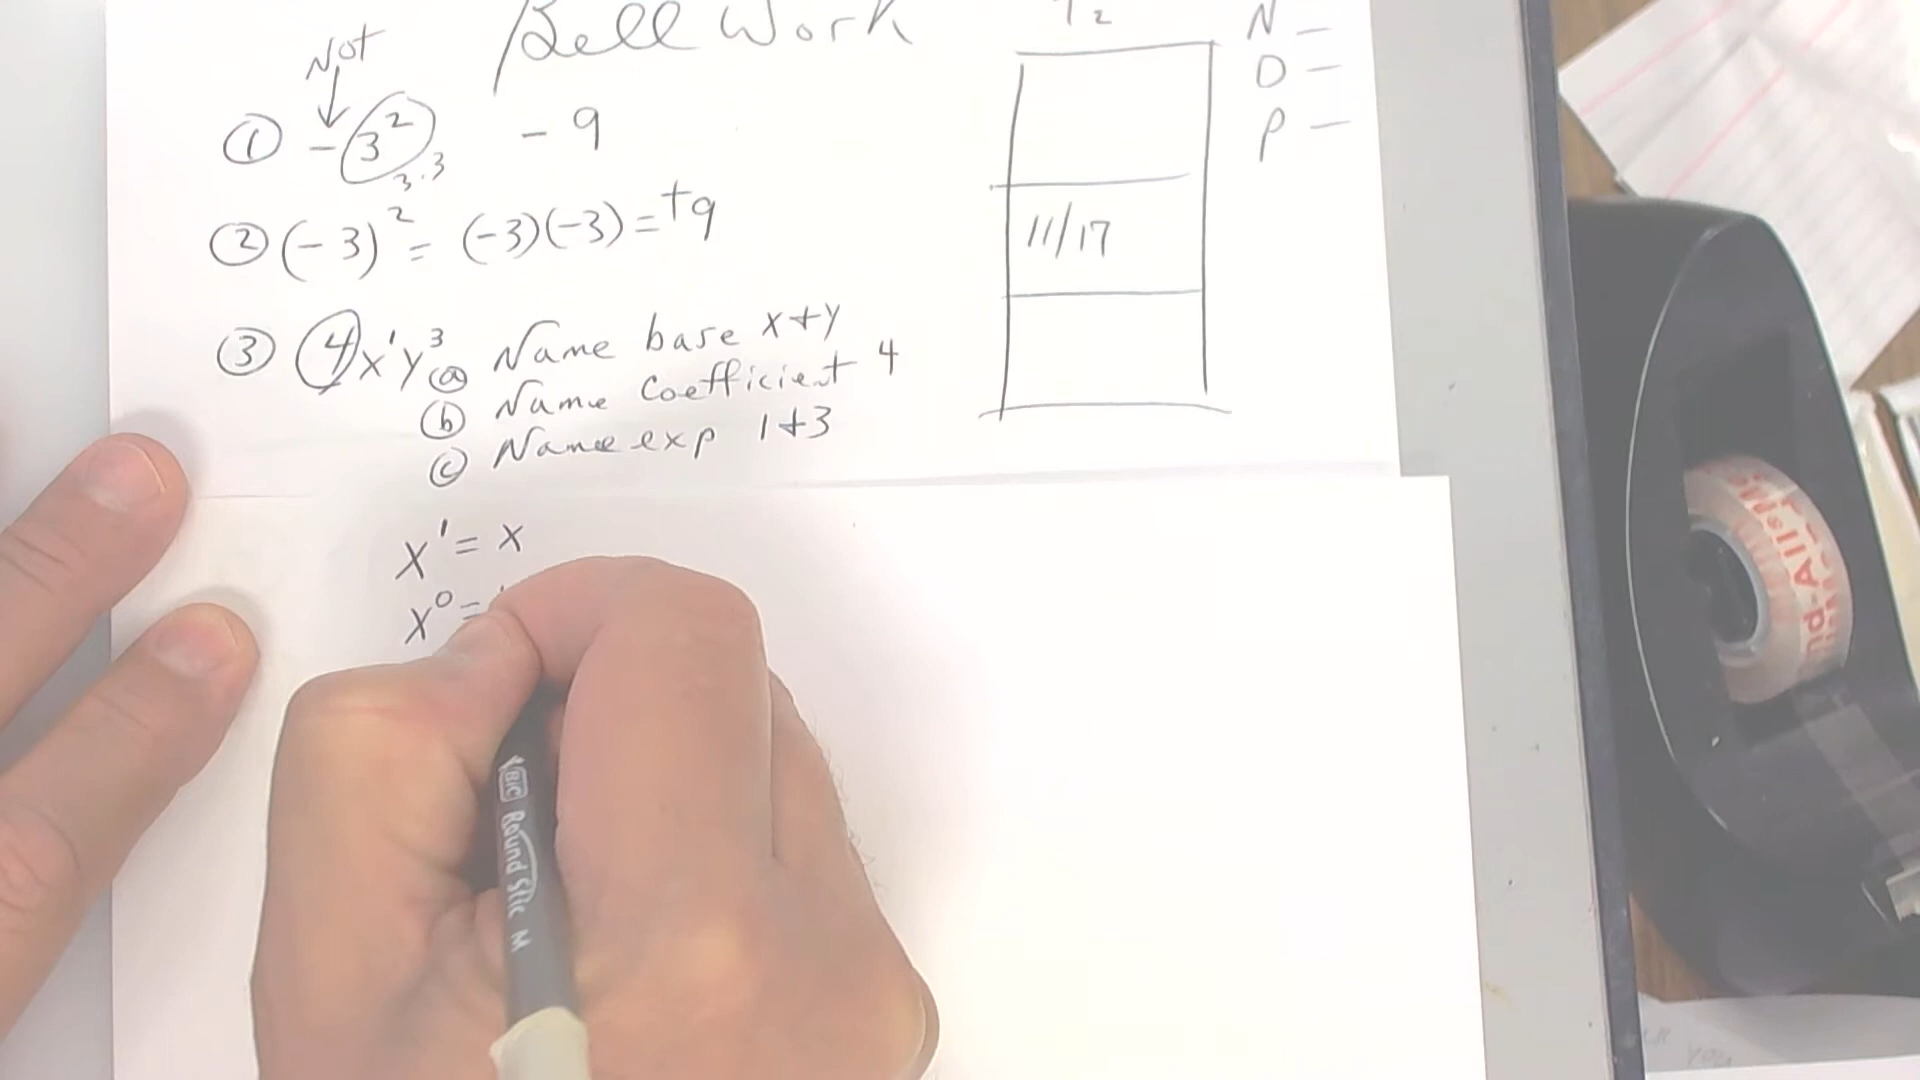 Bell Work
Not
① -3² - 9
3·3
② (-3)² = (-3)(-3) = +9
③ 4x¹y³ ⓐ Name base x+y
ⓑ Name coefficient 4
ⓒ Name exp 1+3
x¹ = x
x⁰ =
N -
D -
P -
11/17
BIC Round Stic M